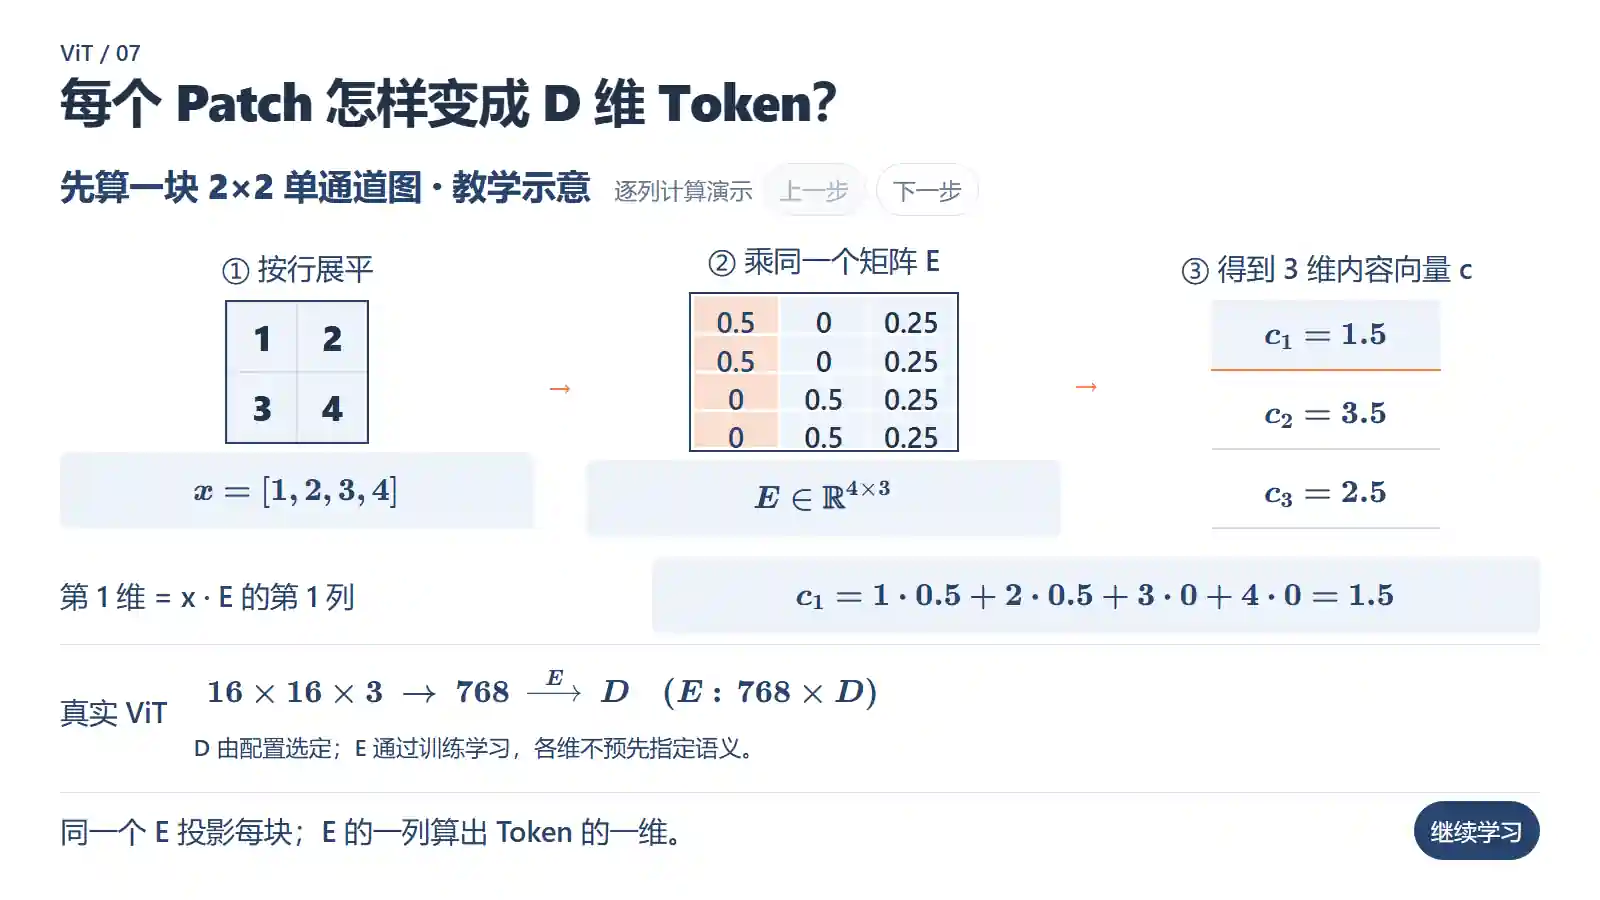 ViT / 07
每个 Patch 怎样变成 D 维 Token？
先算一块 2×2 单通道图 · 教学示意 逐列计算演示 上一步 下一步
① 按行展平
1 2
3 4
x = [1, 2, 3, 4]
→
② 乘同一个矩阵 E
0.5 0 0.25
0.5 0 0.25
0 0.5 0.25
0 0.5 0.25
E ∈ ℝ^{4×3}
→
③ 得到 3 维内容向量 c
c₁ = 1.5
c₂ = 3.5
c₃ = 2.5
第 1 维 = x · E 的第 1 列
c₁ = 1 · 0.5 + 2 · 0.5 + 3 · 0 + 4 · 0 = 1.5
真实 ViT
16 × 16 × 3 → 768 —E→ D (E : 768 × D)
D 由配置选定；E 通过训练学习，各维不预先指定语义。
同一个 E 投影每块；E 的一列算出 Token 的一维。
继续学习